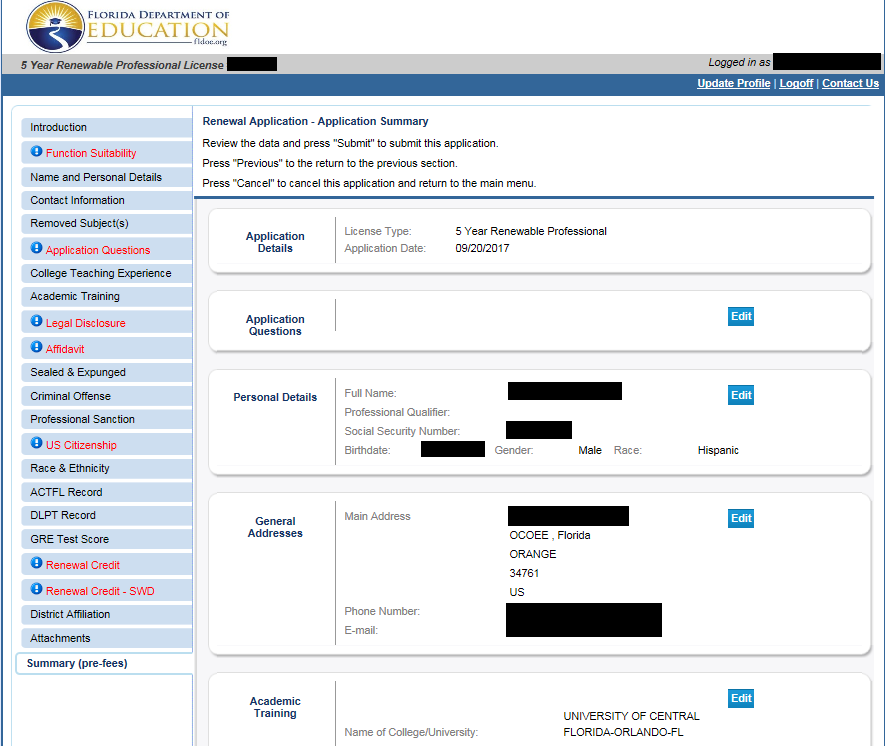 FLORIDA DEPARTMENT OF
EDUCATION
fldoe.org
5 Year Renewable Professional License
Logged in as
Update Profile | Logoff | Contact Us
Introduction
Function Suitability
Name and Personal Details
Contact Information
Removed Subject(s)
Application Questions
College Teaching Experience
Academic Training
Legal Disclosure
Affidavit
Sealed & Expunged
Criminal Offense
Professional Sanction
US Citizenship
Race & Ethnicity
ACTFL Record
DLPT Record
GRE Test Score
Renewal Credit
Renewal Credit - SWD
District Affiliation
Attachments
Summary (pre-fees)
Renewal Application - Application Summary
Review the data and press "Submit" to submit this application.
Press "Previous" to the return to the previous section.
Press "Cancel" to cancel this application and return to the main menu.
Application
Details
License Type: 5 Year Renewable Professional
Application Date: 09/20/2017
Application
Questions
Edit
Personal Details
Edit
Full Name:
Professional Qualifier:
Social Security Number:
Birthdate: Gender: Male Race: Hispanic
General
Addresses
Edit
Main Address
OCOEE , Florida
ORANGE
34761
US
Phone Number:
E-mail:
Academic
Training
Edit
Name of College/University:
UNIVERSITY OF CENTRAL
FLORIDA-ORLANDO-FL